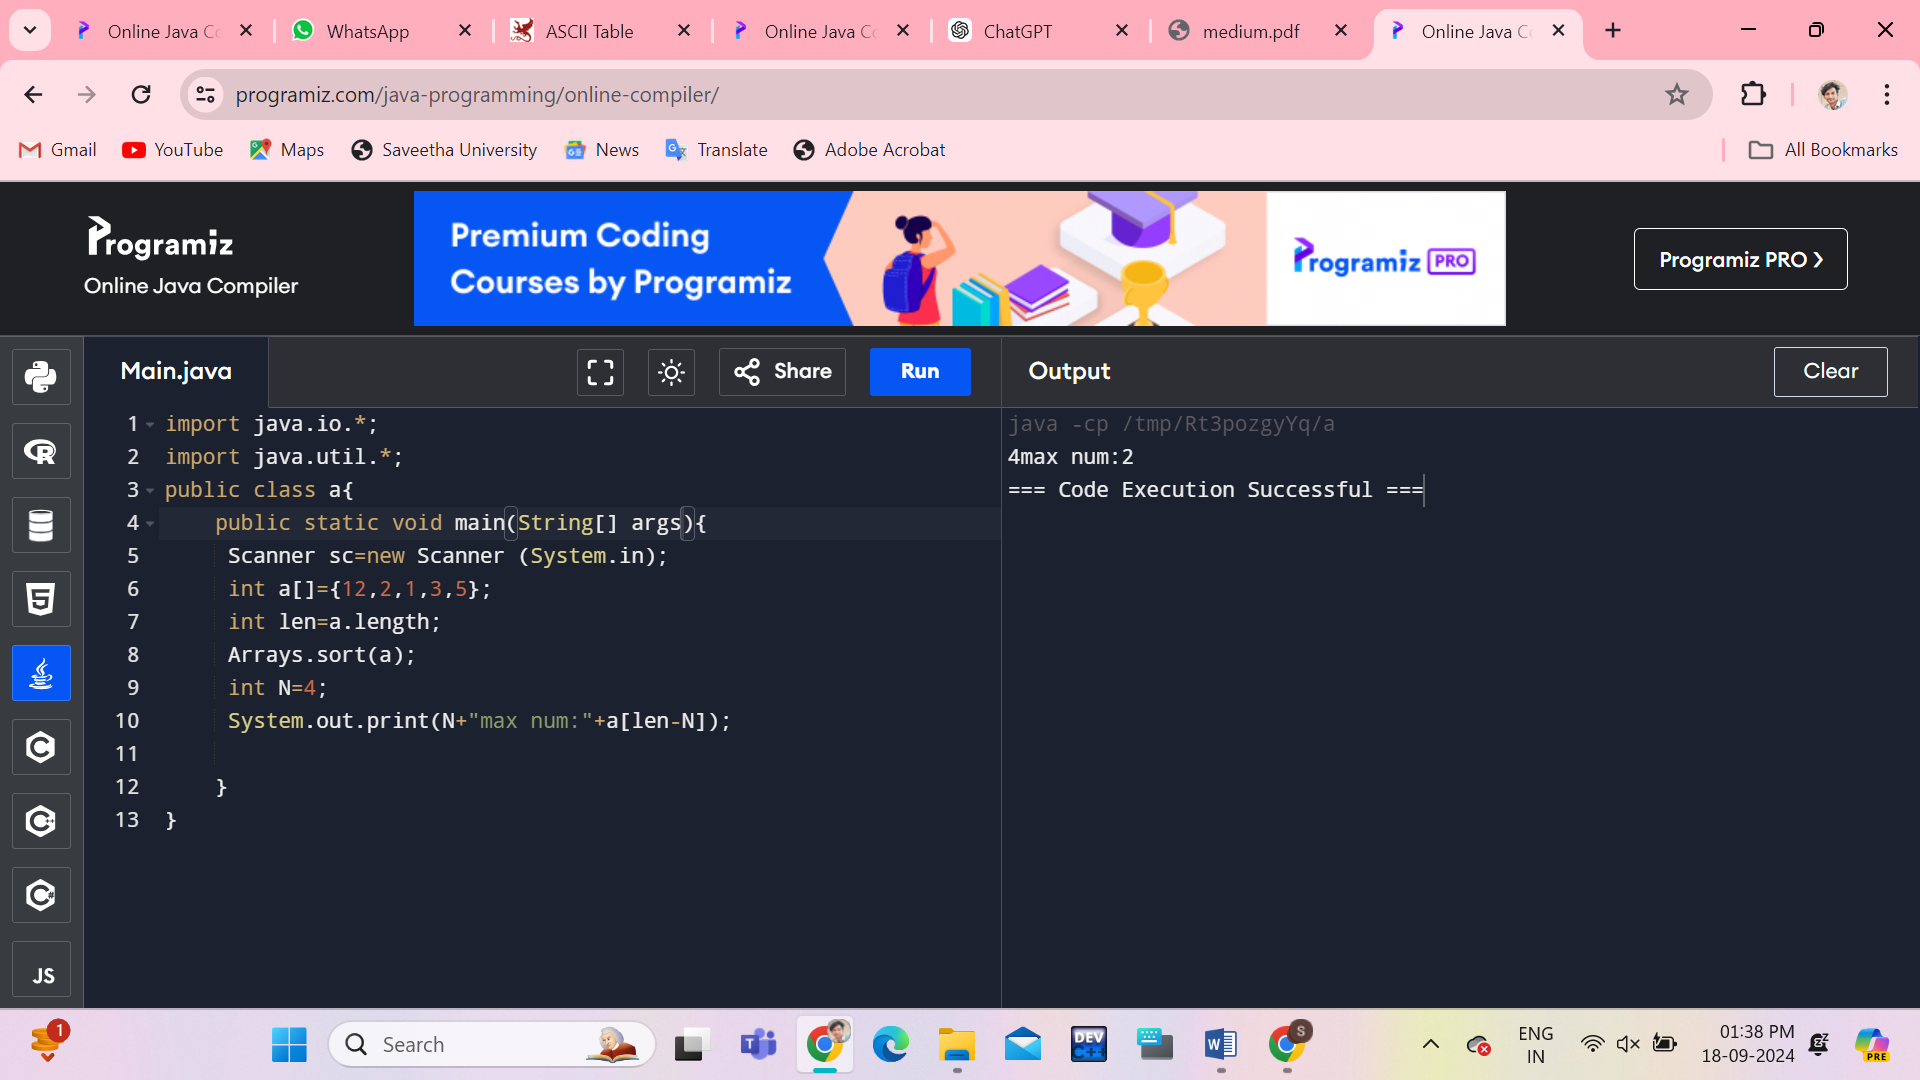 Online Java Co
WhatsApp
ASCII Table
Online Java Co
ChatGPT
medium.pdf
Online Java Co
programiz.com/java-programming/online-compiler/
Gmail
YouTube
Maps
Saveetha University
News
Translate
Adobe Acrobat
All Bookmarks
Programiz
Online Java Compiler
Premium Coding
Courses by Programiz
Programiz PRO
Programiz PRO ❯
Main.java
Share
Run
Output
Clear
1 import java.io.*;
2 import java.util.*;
3 public class a{
4 public static void main(String[] args){
5 Scanner sc=new Scanner (System.in);
6 int a[]={12,2,1,3,5};
7 int len=a.length;
8 Arrays.sort(a);
9 int N=4;
10 System.out.print(N+"max num:"+a[len-N]);
11
12 }
13 }
java -cp /tmp/Rt3pozgyYq/a
4max num:2
=== Code Execution Successful ===
R
5
C
C
C#
JS
1
Search
T
DEV
C++
W
S
ENG
IN
01:38 PM
18-09-2024
PRE